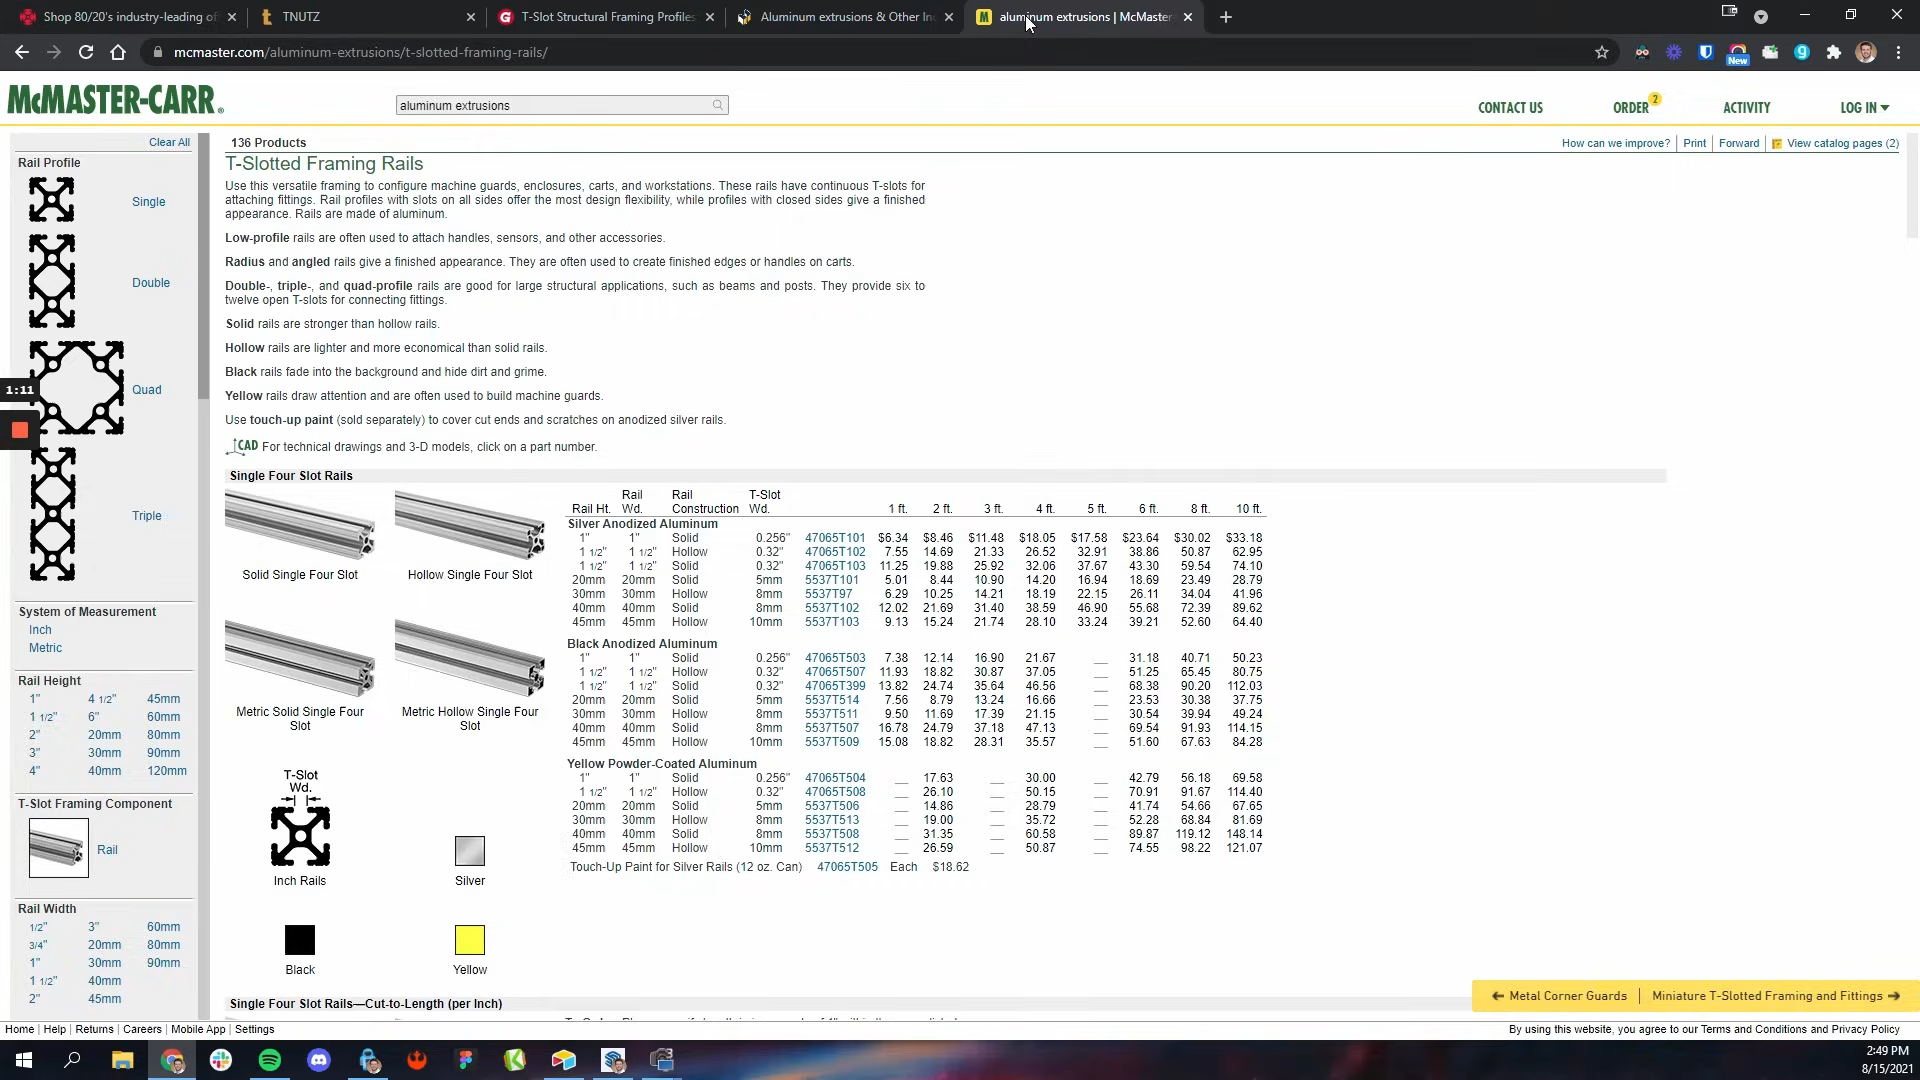 Shop 80/20's industry-leading of
TNUTZ
T-Slot Structural Framing Profiles
Aluminum extrusions & Other In
aluminum extrusions | McMaster
mcmaster.com/aluminum-extrusions/t-slotted-framing-rails/
New
McMASTER-CARR®
aluminum extrusions
CONTACT US
ORDER 2
ACTIVITY
LOG IN
Clear All
Rail Profile
Single
Double
Quad
Triple
1:11
System of Measurement
Inch
Metric
Rail Height
1" 4 1/2" 45mm
1 1/2" 6" 60mm
2" 20mm 80mm
3" 30mm 90mm
4" 40mm 120mm
T-Slot Framing Component
Rail
Rail Width
1/2" 3" 60mm
3/4" 20mm 80mm
1" 30mm 90mm
1 1/2" 40mm
2" 45mm
136 Products
How can we improve? | Print | Forward | View catalog pages (2)
T-Slotted Framing Rails
Use this versatile framing to configure machine guards, enclosures, carts, and workstations. These rails have continuous T-slots for
attaching fittings. Rail profiles with slots on all sides offer the most design flexibility, while profiles with closed sides give a finished
appearance. Rails are made of aluminum.
Low-profile rails are often used to attach handles, sensors, and other accessories.
Radius and angled rails give a finished appearance. They are often used to create finished edges or handles on carts.
Double-, triple-, and quad-profile rails are good for large structural applications, such as beams and posts. They provide six to
twelve open T-slots for connecting fittings.
Solid rails are stronger than hollow rails.
Hollow rails are lighter and more economical than solid rails.
Black rails fade into the background and hide dirt and grime.
Yellow rails draw attention and are often used to build machine guards.
Use touch-up paint (sold separately) to cover cut ends and scratches on anodized silver rails.
CAD For technical drawings and 3-D models, click on a part number.
Single Four Slot Rails
Solid Single Four Slot
Hollow Single Four Slot
Metric Solid Single Four
Slot
Metric Hollow Single Four
Slot
T-Slot
Wd.
Inch Rails
Silver
Black
Yellow
Rail Rail T-Slot
Rail Ht. Wd. Construction Wd. 1 ft. 2 ft. 3 ft. 4 ft. 5 ft. 6 ft. 8 ft. 10 ft.
Silver Anodized Aluminum
1" 1" Solid 0.256" 47065T101 $6.34 $8.46 $11.48 $18.05 $17.58 $23.64 $30.02 $33.18
1 1/2" 1 1/2" Hollow 0.32" 47065T102 7.55 14.69 21.33 26.52 32.91 38.86 50.87 62.95
1 1/2" 1 1/2" Solid 0.32" 47065T103 11.25 19.88 25.92 32.06 37.67 43.30 59.54 74.10
20mm 20mm Solid 5mm 5537T101 5.01 8.44 10.90 14.20 16.94 18.69 23.49 28.79
30mm 30mm Hollow 8mm 5537T97 6.29 10.25 14.21 18.19 22.15 26.11 34.04 41.96
40mm 40mm Solid 8mm 5537T102 12.02 21.69 31.40 38.59 46.90 55.68 72.39 89.62
45mm 45mm Hollow 10mm 5537T103 9.13 15.24 21.74 28.10 33.24 39.21 52.60 64.40
Black Anodized Aluminum
1" 1" Solid 0.256" 47065T503 7.38 12.14 16.90 21.67 __ 31.18 40.71 50.23
1 1/2" 1 1/2" Hollow 0.32" 47065T507 11.93 18.82 30.87 37.05 __ 51.25 65.45 80.75
1 1/2" 1 1/2" Solid 0.32" 47065T399 13.82 24.74 35.64 46.56 __ 68.38 90.20 112.03
20mm 20mm Solid 5mm 5537T514 7.56 8.79 13.24 16.66 __ 23.53 30.38 37.75
30mm 30mm Hollow 8mm 5537T511 9.50 11.69 17.39 21.15 __ 30.54 39.94 49.24
40mm 40mm Solid 8mm 5537T507 16.78 24.79 37.18 47.13 __ 69.54 91.93 114.15
45mm 45mm Hollow 10mm 5537T509 15.08 18.82 28.31 35.57 __ 51.60 67.63 84.28
Yellow Powder-Coated Aluminum
1" 1" Solid 0.256" 47065T504 __ 17.63 __ 30.00 __ 42.79 56.18 69.58
1 1/2" 1 1/2" Hollow 0.32" 47065T508 __ 26.10 __ 50.15 __ 70.91 91.67 114.40
20mm 20mm Solid 5mm 5537T506 __ 14.86 __ 28.79 __ 41.74 54.66 67.65
30mm 30mm Hollow 8mm 5537T513 __ 19.00 __ 35.72 __ 52.28 68.84 81.69
40mm 40mm Solid 8mm 5537T508 __ 31.35 __ 60.58 __ 89.87 119.12 148.14
45mm 45mm Hollow 10mm 5537T512 __ 26.59 __ 50.87 __ 74.55 98.22 121.07
Touch-Up Paint for Silver Rails (12 oz. Can) 47065T505 Each $18.62
Single Four Slot Rails—Cut-to-Length (per Inch)
Metal Corner Guards | Miniature T-Slotted Framing and Fittings
Home | Help | Returns | Careers | Mobile App | Settings
By using this website, you agree to our Terms and Conditions and Privacy Policy
2:49 PM
8/15/2021